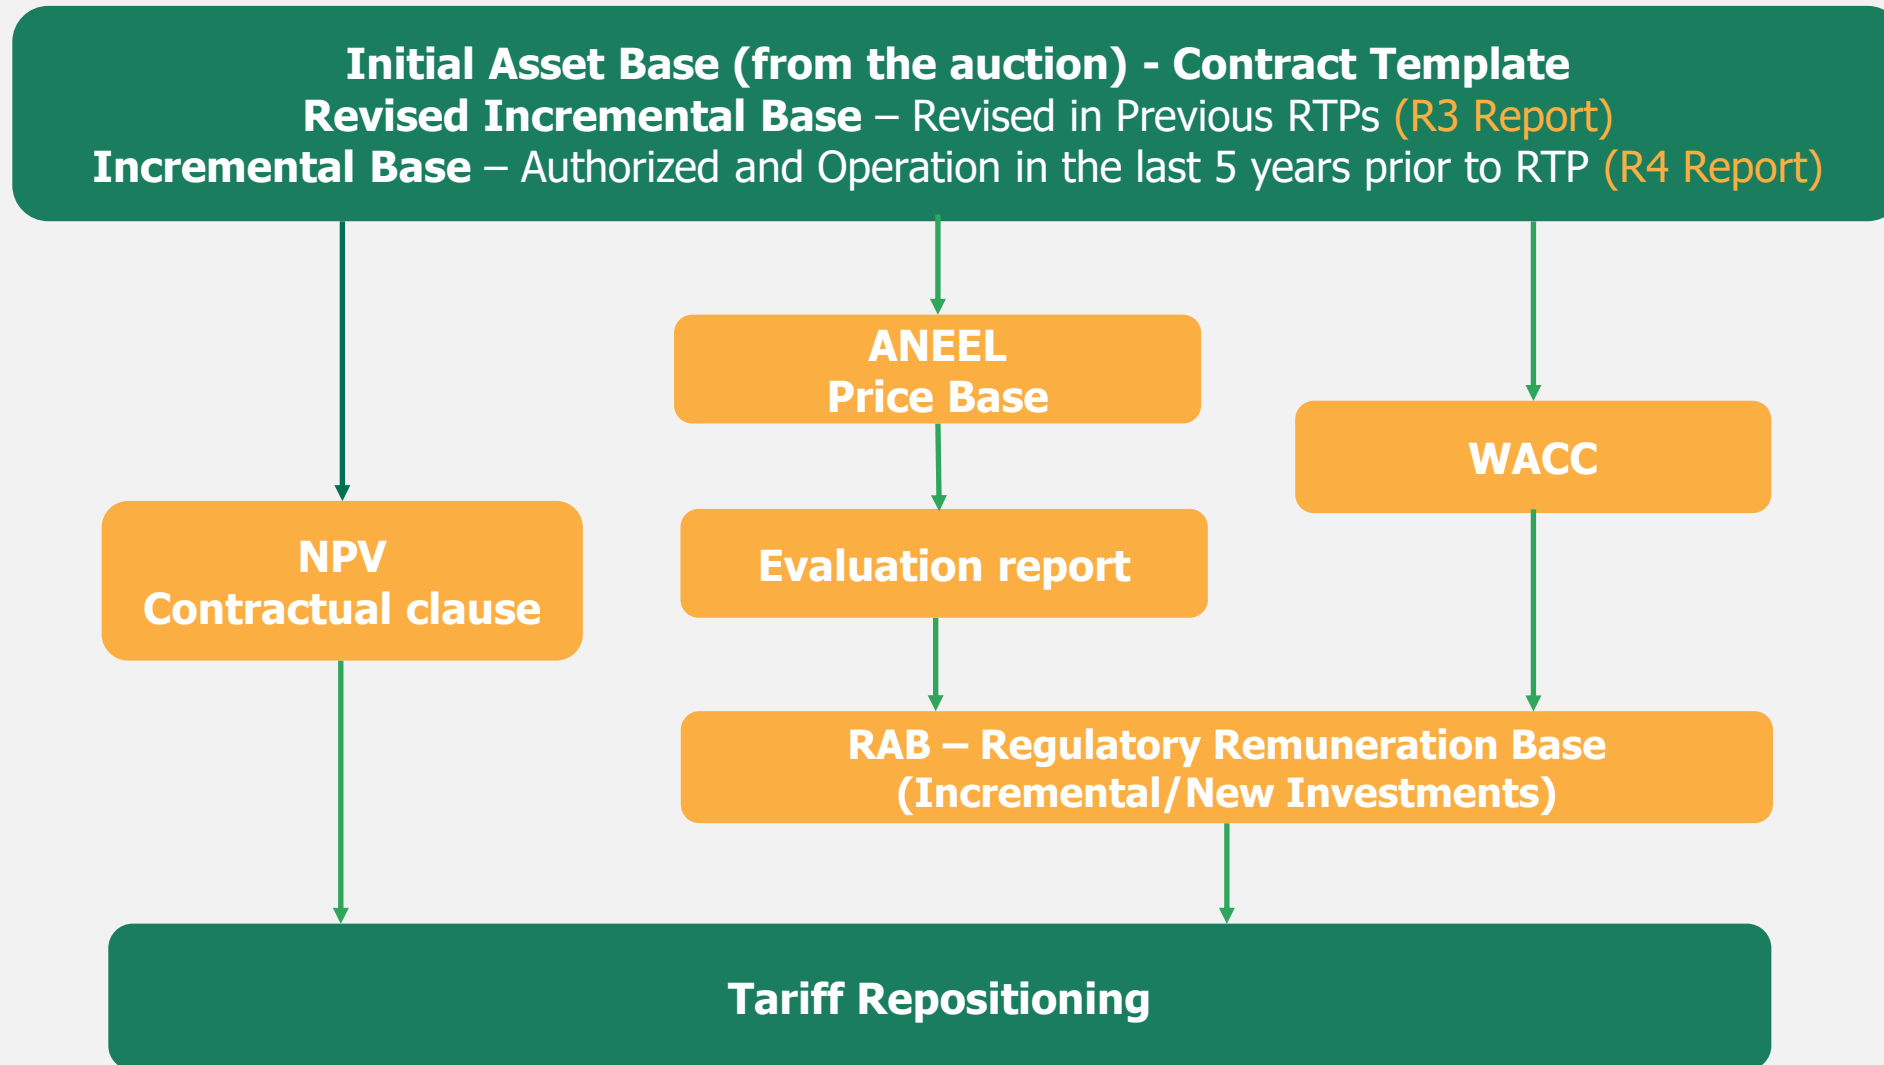 Initial Asset Base (from the auction) - Contract Template
Revised Incremental Base – Revised in Previous RTPs (R3 Report)
Incremental Base – Authorized and Operation in the last 5 years prior to RTP (R4 Report)
ANEEL
Price Base
WACC
NPV
Contractual clause
Evaluation report
RAB – Regulatory Remuneration Base
(Incremental/New Investments)
Tariff Repositioning